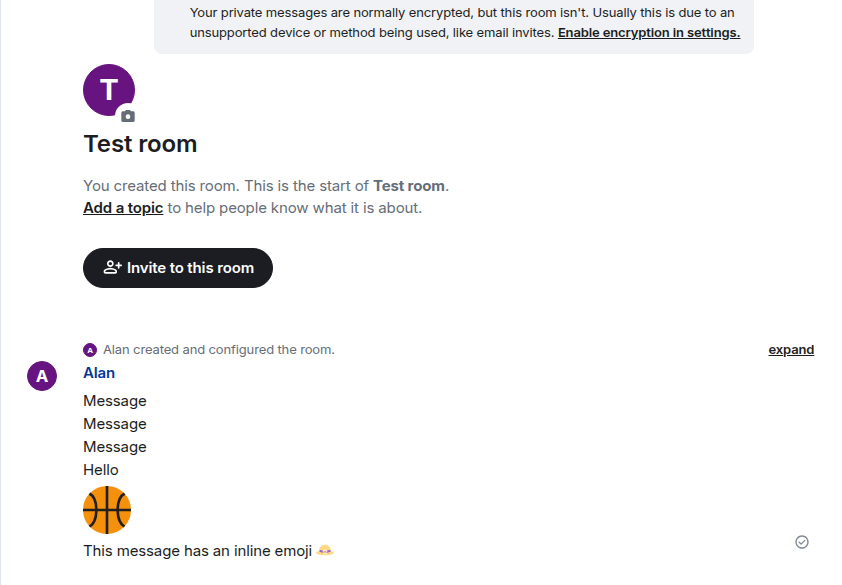 Your private messages are normally encrypted, but this room isn't. Usually this is due to an
unsupported device or method being used, like email invites. Enable encryption in settings.
T
Test room
You created this room. This is the start of Test room.
Add a topic to help people know what it is about.
Invite to this room
A Alan created and configured the room. expand
A Alan
Message
Message
Message
Hello
🏀
This message has an inline emoji 👒